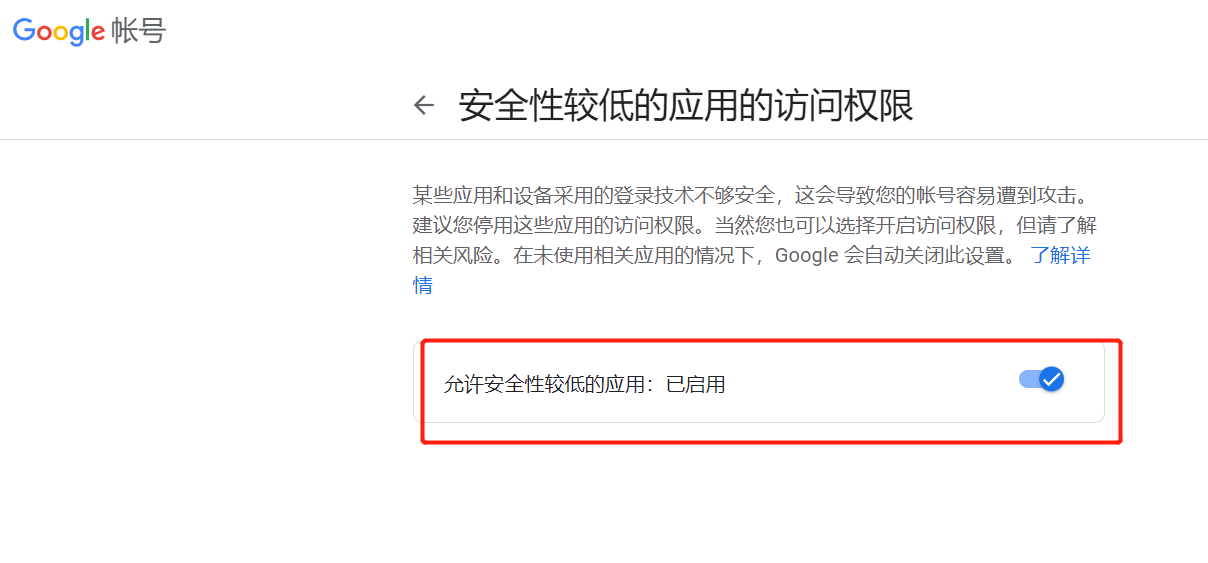 Google 帐号
安全性较低的应用的访问权限
某些应用和设备采用的登录技术不够安全，这会导致您的帐号容易遭到攻击。
建议您停用这些应用的访问权限。当然您也可以选择开启访问权限，但请了解
相关风险。在未使用相关应用的情况下，Google 会自动关闭此设置。 了解详
情
允许安全性较低的应用：已启用